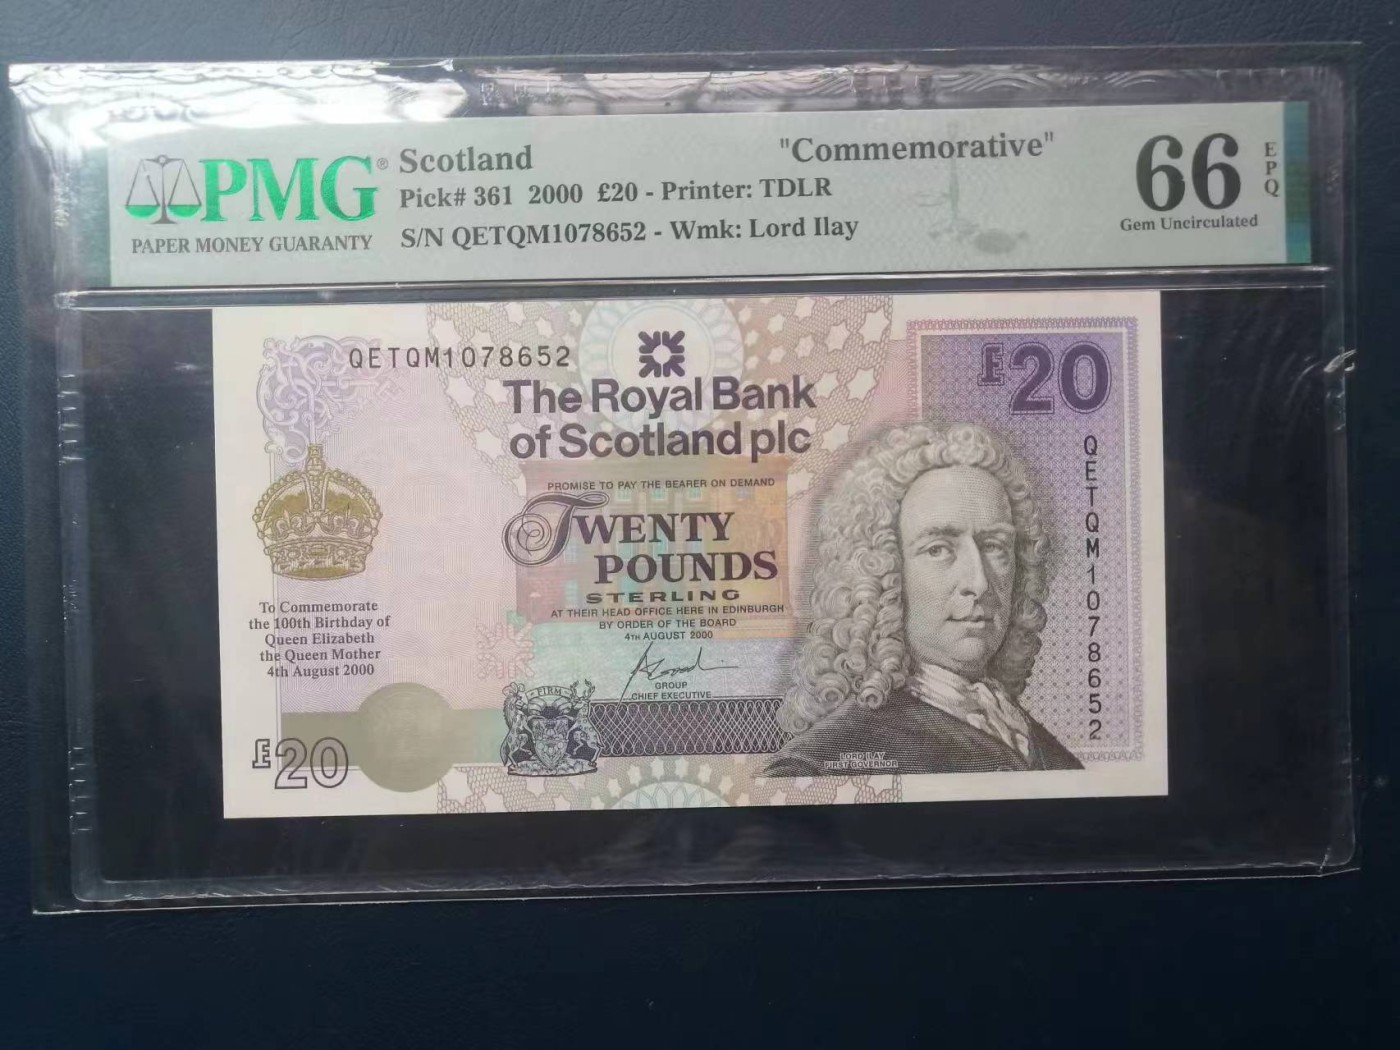 PMG®
PAPER MONEY GUARANTY
Scotland
"Commemorative"
Pick# 361 2000 £20 - Printer: TDLR
S/N QETQM1078652 - Wmk: Lord Ilay
66
EPQ
Gem Uncirculated
QETQM1078652
The Royal Bank
of Scotland plc
£20
PROMISE TO PAY THE BEARER ON DEMAND
TWENTY
POUNDS
STERLING
AT THEIR HEAD OFFICE HERE IN EDINBURGH
BY ORDER OF THE BOARD
4TH AUGUST 2000
GROUP
CHIEF EXECUTIVE
To Commemorate
the 100th Birthday of
Queen Elizabeth
the Queen Mother
4th August 2000
£20
FIRM
LORD ILAY
FIRST GOVERNOR
QETQM1078652